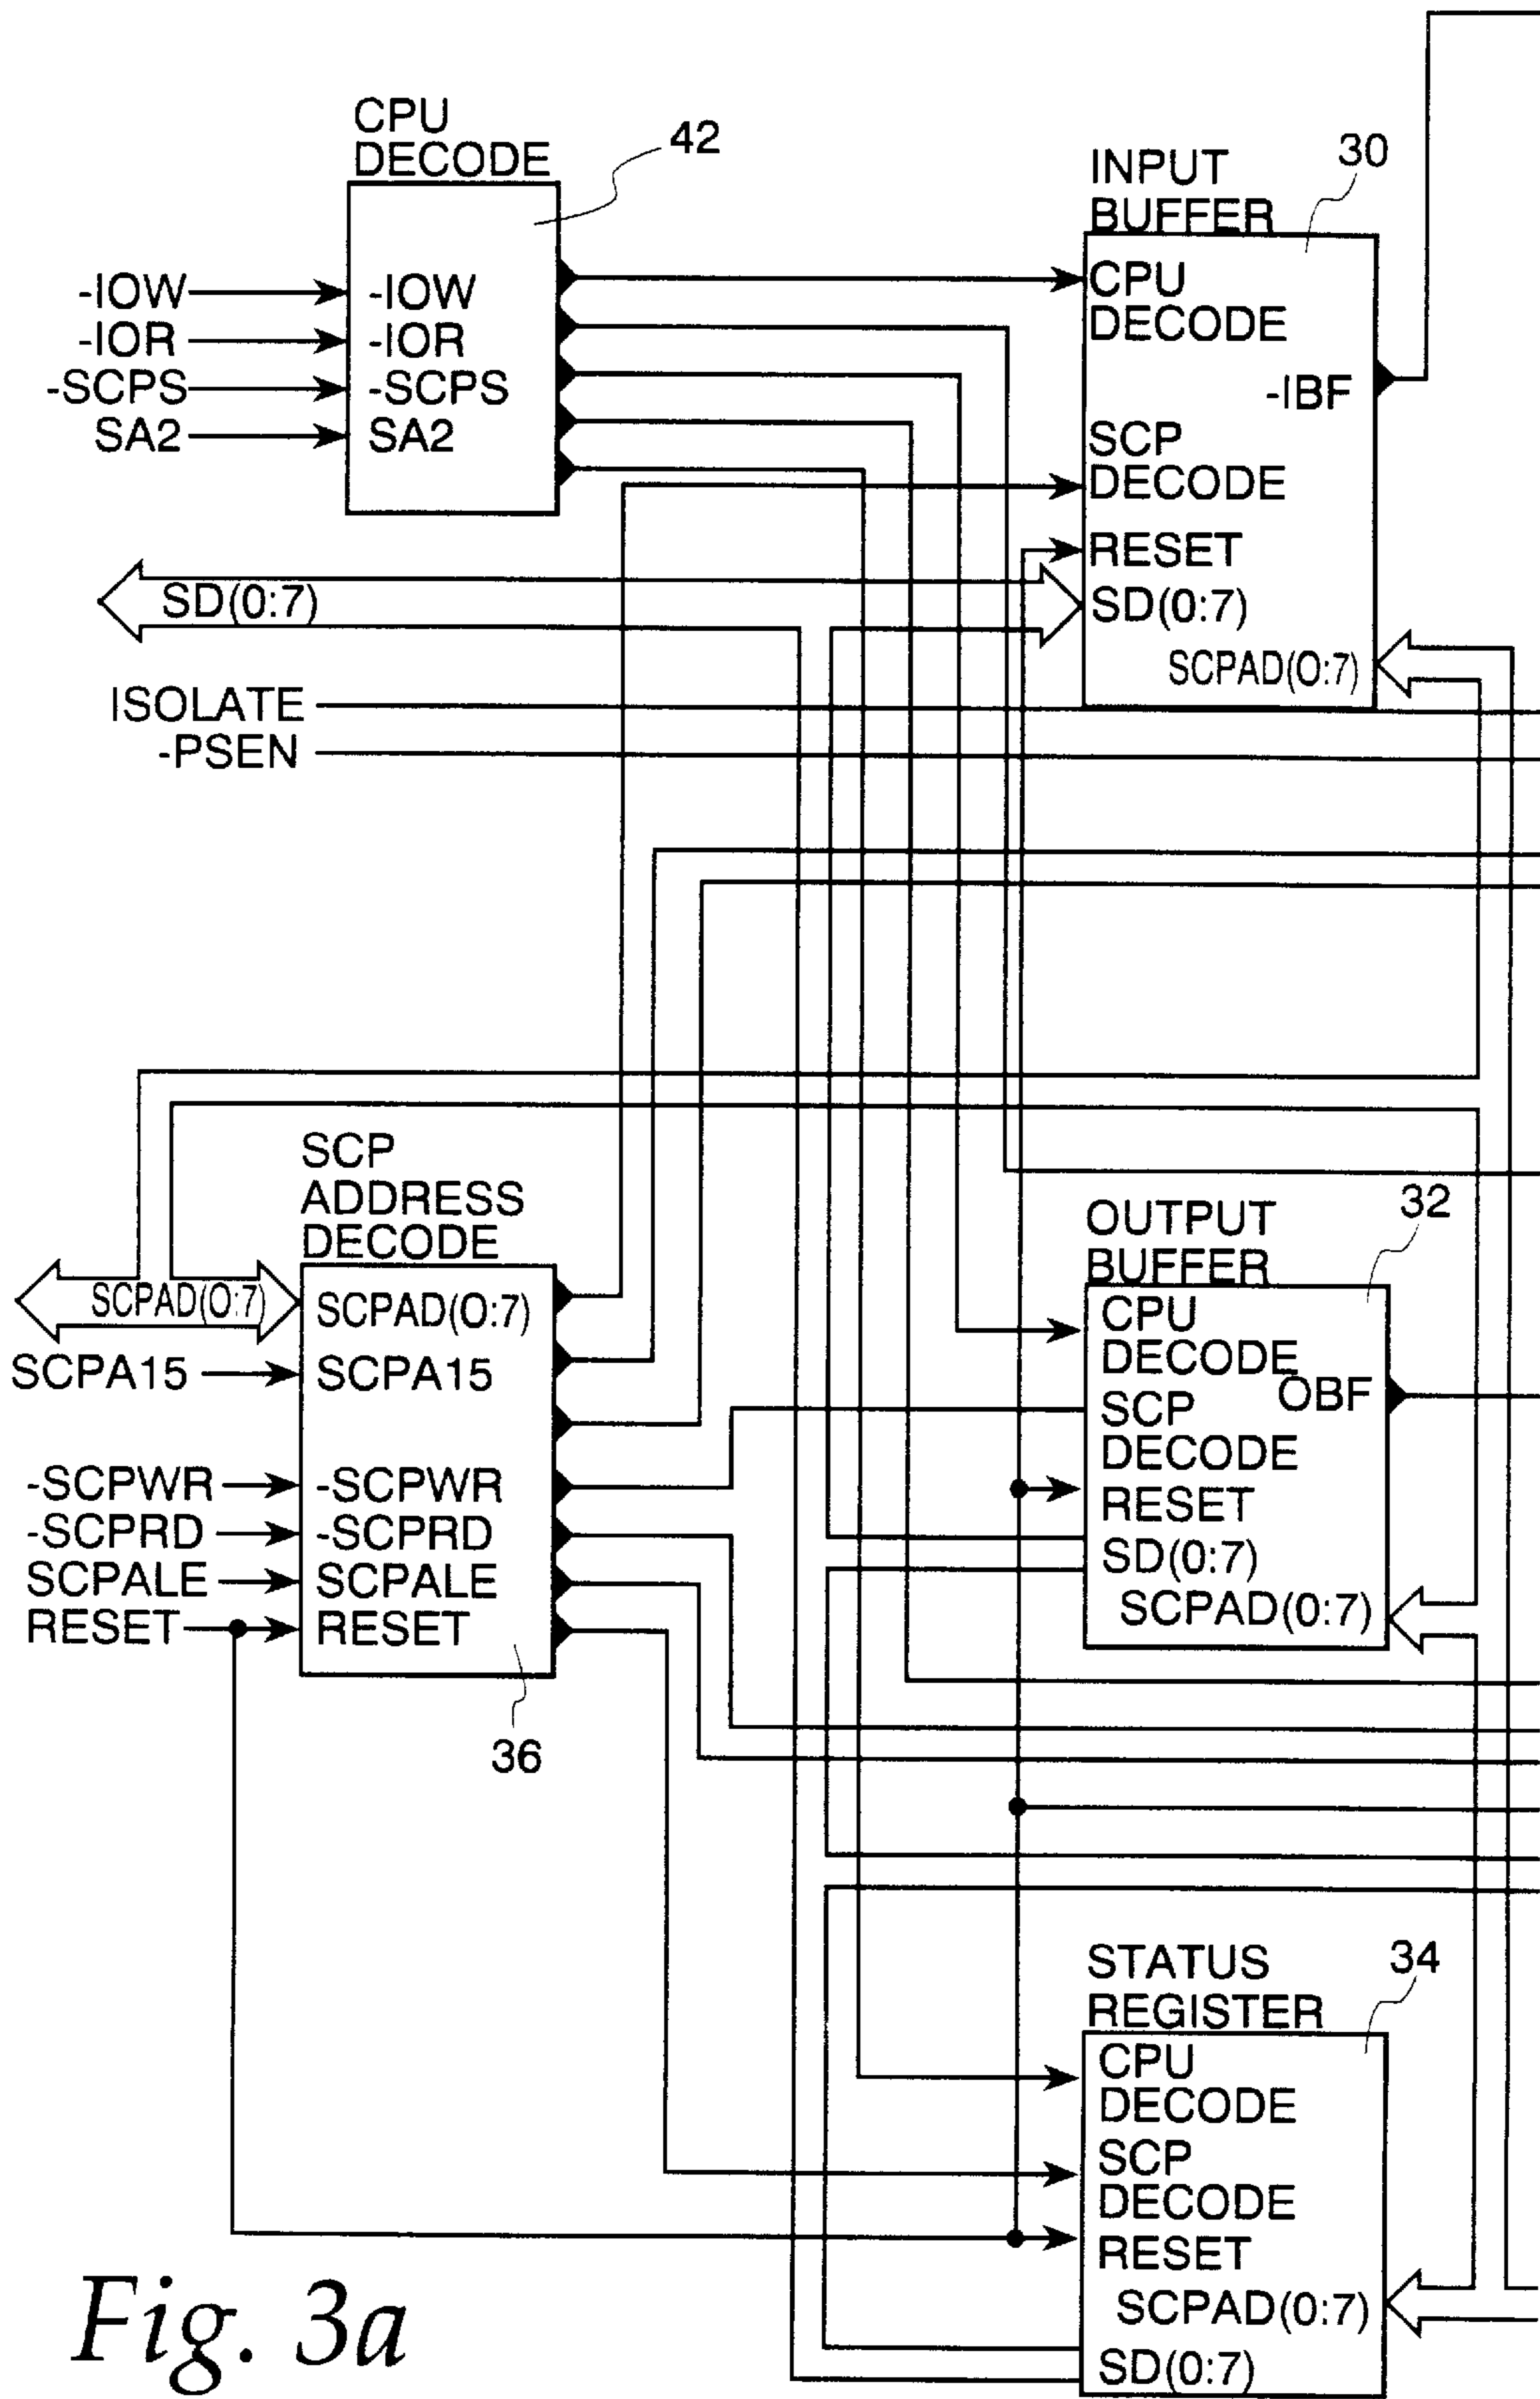 CPU
DECODE
42
-IOW
-IOR
-SCPS
SA2
-IOW
-IOR
-SCPS
SA2
INPUT
BUFFER
30
CPU
DECODE
-IBF
SCP
DECODE
RESET
SD(0:7)
SCPAD(0:7)
SD(0:7)
ISOLATE
-PSEN
SCP
ADDRESS
DECODE
SCPAD(0:7)
SCPA15
-SCPWR
-SCPRD
SCPALE
RESET
SCPAD(0:7)
SCPA15
-SCPWR
-SCPRD
SCPALE
RESET
36
OUTPUT
BUFFER
32
CPU
DECODE
OBF
SCP
DECODE
RESET
SD(0:7)
SCPAD(0:7)
STATUS
REGISTER
34
CPU
DECODE
SCP
DECODE
RESET
SCPAD(0:7)
SD(0:7)
Fig. 3a